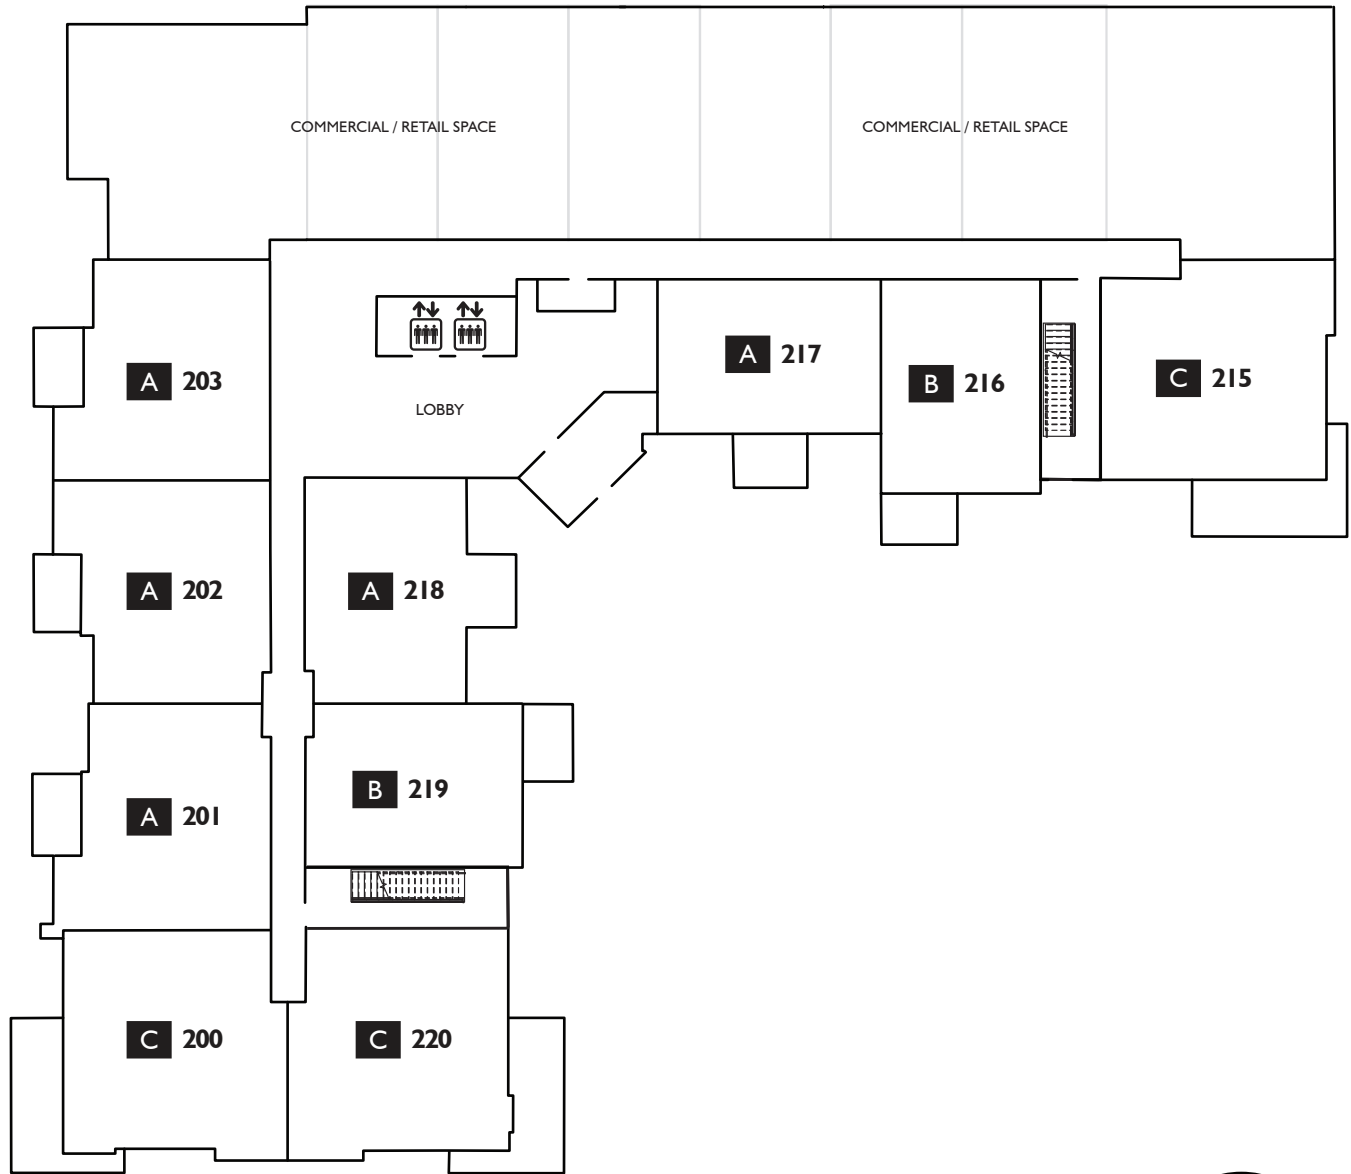 COMMERCIAL / RETAIL SPACE
COMMERCIAL / RETAIL SPACE
A 203
LOBBY
A 217
B 216
C 215
A 202
A 218
A 201
B 219
C 200
C 220